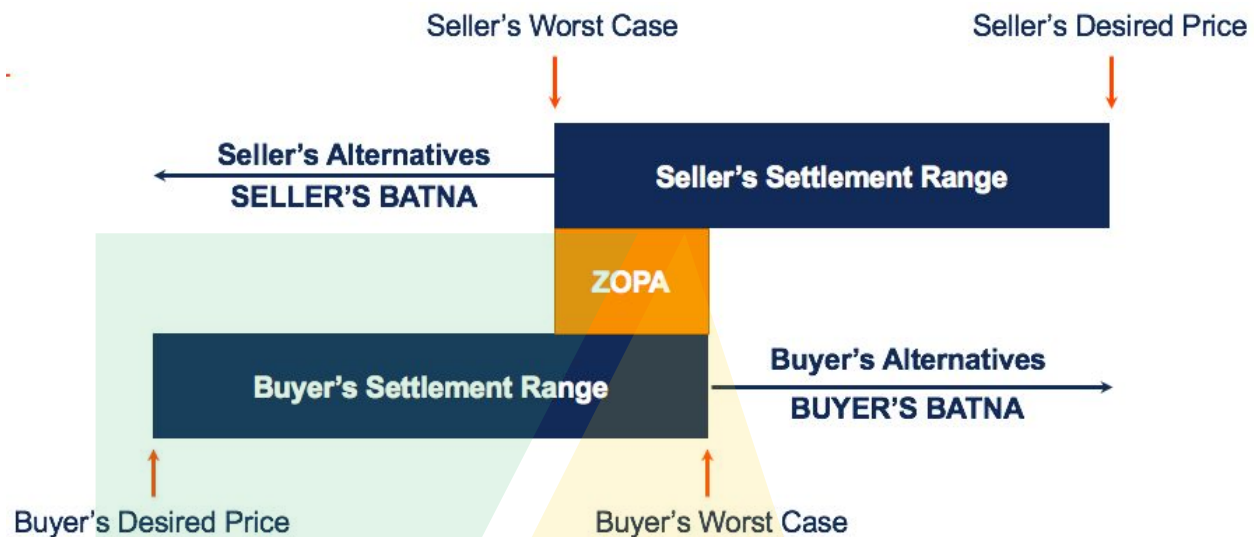 Seller's Worst Case
Seller's Desired Price
Seller's Alternatives
SELLER'S BATNA
Seller's Settlement Range
ZOPA
Buyer's Settlement Range
Buyer's Alternatives
BUYER'S BATNA
Buyer's Desired Price
Buyer's Worst Case